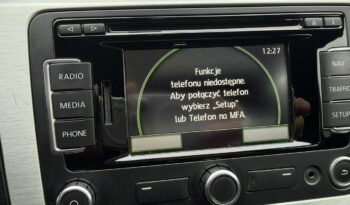 12:27
RADIO
MEDIA
PHONE
Funkcje
telefonu niedostępne.
Aby połączyć telefon
wybierz „Setup"
lub Telefon na MFA.
NAV
TRAFFIC
SETUP